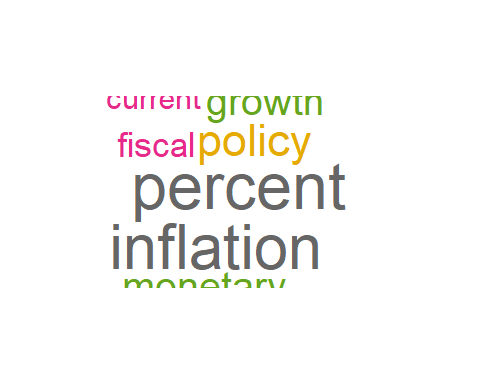 current growth
fiscal policy
percent
inflation
monetary